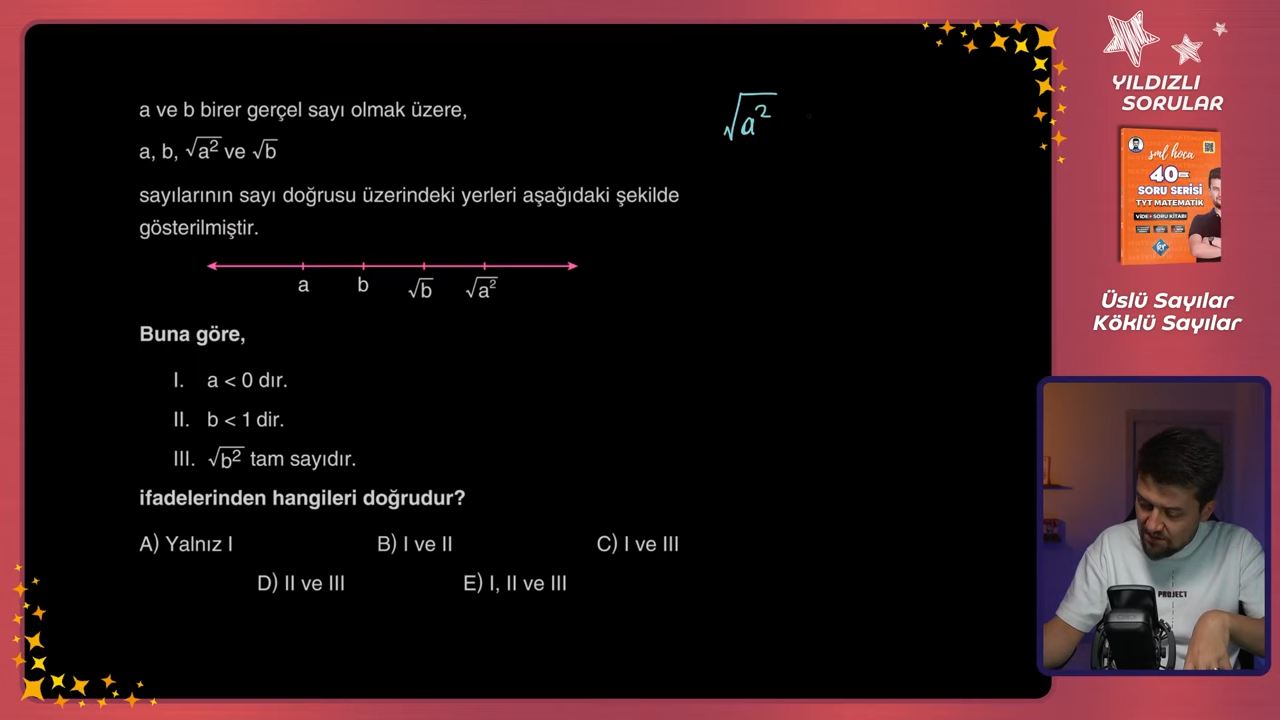 a ve b birer gerçel sayı olmak üzere,
a, b, √a² ve √b
sayılarının sayı doğrusu üzerindeki yerleri aşağıdaki şekilde
gösterilmiştir.
a b √b √a²
Buna göre,
I. a < 0 dır.
II. b < 1 dir.
III. √b² tam sayıdır.
ifadelerinden hangileri doğrudur?
A) Yalnız I B) I ve II C) I ve III
D) II ve III E) I, II ve III
√a²
YILDIZLI
SORULAR
sml hoca
40
SORU SERİSİ
TYT MATEMATİK
Üslü Sayılar
Köklü Sayılar
PROJECT